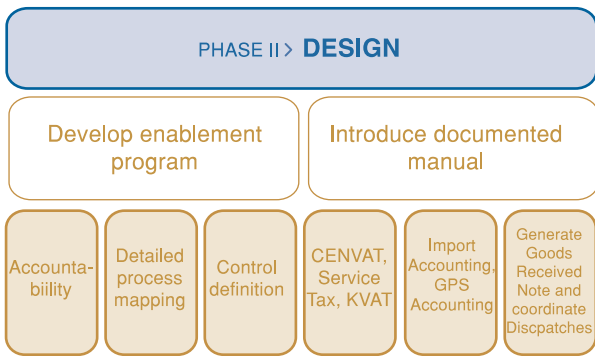 PHASE II > DESIGN
Develop enablement
program
Introduce documented
manual
Accounta-
biility
Detailed
process
mapping
Control
definition
CENVAT,
Service
Tax, KVAT
Import
Accounting,
GPS
Accounting
Generate
Goods
Received
Note and
coordinate
Discpatches